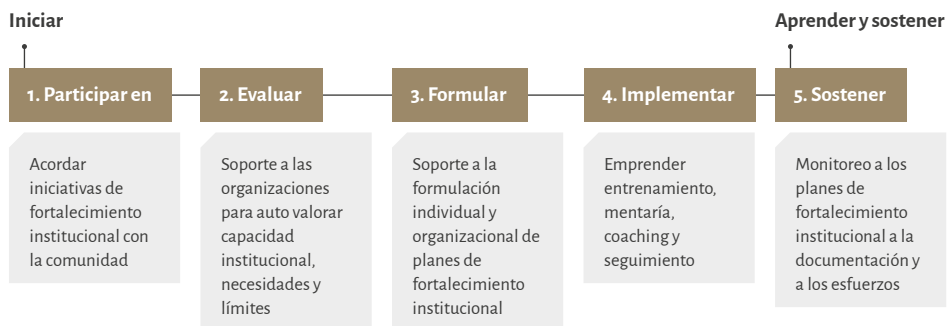 Iniciar
Aprender y sostener
1. Participar en
2. Evaluar
3. Formular
4. Implementar
5. Sostener
Acordar
iniciativas de
fortalecimiento
institucional con
la comunidad
Soporte a las
organizaciones
para auto valorar
capacidad
institucional,
necesidades y
límites
Soporte a la
formulación
individual y
organizacional de
planes de
fortalecimiento
institucional
Emprender
entrenamiento,
mentaría,
coaching y
seguimiento
Monitoreo a los
planes de
fortalecimiento
institucional a la
documentación y
a los esfuerzos